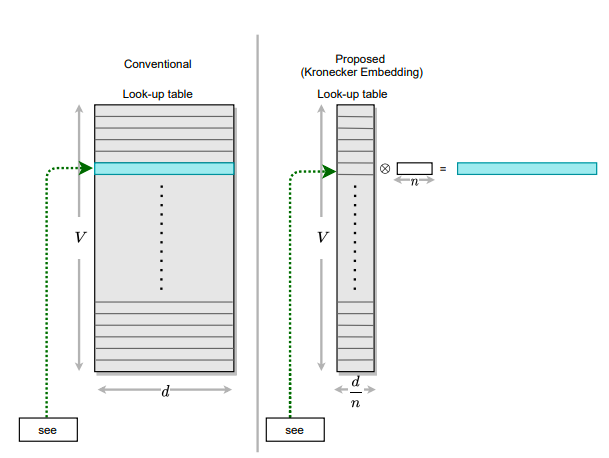 Conventional
Look-up table
V
d
see
Proposed
(Kronecker Embedding)
Look-up table
V
⊗
n
=
d
n
see